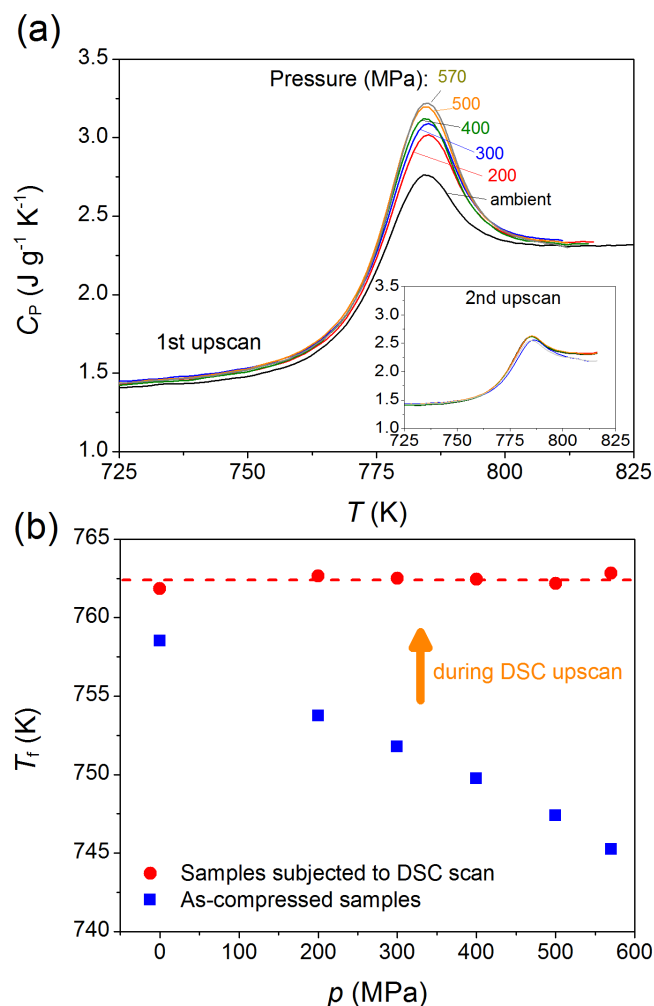 (a)
3.5
3.0
2.5
2.0
1.5
1.0
C_P (J g⁻¹ K⁻¹)
Pressure (MPa):
570
500
400
300
200
ambient
1st upscan
2nd upscan
3.5
3.0
2.5
2.0
1.5
1.0
725 750 775 800 825
725 750 775 800 825
T (K)
(b)
765
760
755
750
745
740
T_f (K)
during DSC upscan
Samples subjected to DSC scan
As-compressed samples
0 100 200 300 400 500 600
p (MPa)